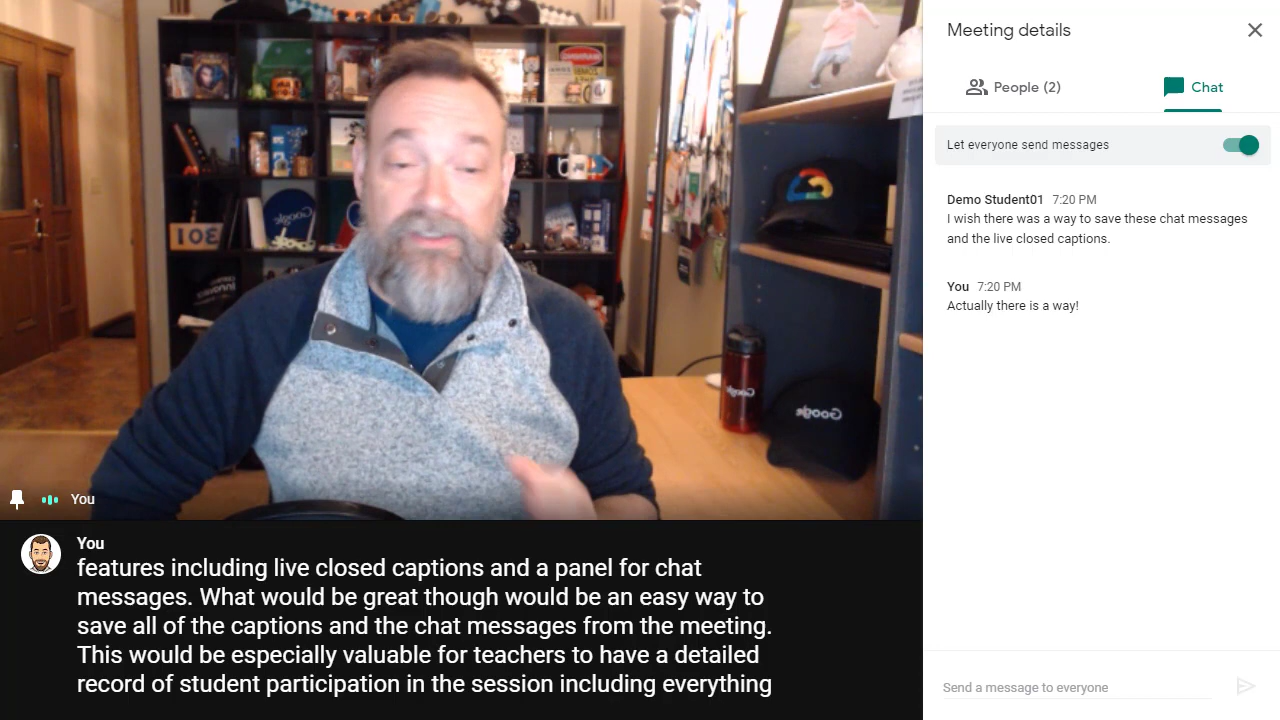 Meeting details
People (2)
Chat
Let everyone send messages
Demo Student01 7:20 PM
I wish there was a way to save these chat messages
and the live closed captions.
You 7:20 PM
Actually there is a way!
Google
301
Google
Google
You
You
features including live closed captions and a panel for chat
messages. What would be great though would be an easy way to
save all of the captions and the chat messages from the meeting.
This would be especially valuable for teachers to have a detailed
record of student participation in the session including everything
Send a message to everyone